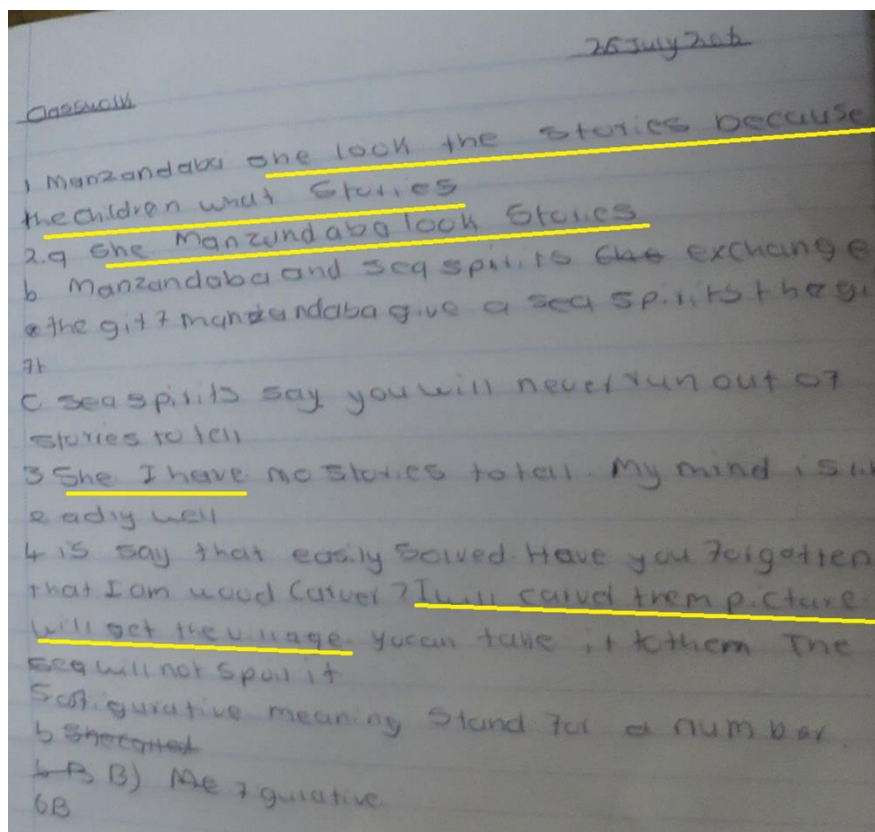 26 July 20
Classwork
1 Manzandaba she look the stories because
the children what stories
2.a She Manzandaba look stories
b Manzandaba and sea spirits the exchange
the gift manzandaba give a sea spirits the gi
ft
C sea spirits say you will never run out of
stories to tell
3 She I have no stories to tell. My mind is li
e adry well
4 is say that easily solved. Have you forgotten
that I am wood carver? I will carvel trem picture
will get the village. You can take it to them The
sea will not spoil it
5 a figurative meaning stand for a number.
b She called
6 B B) Me figurative
6B